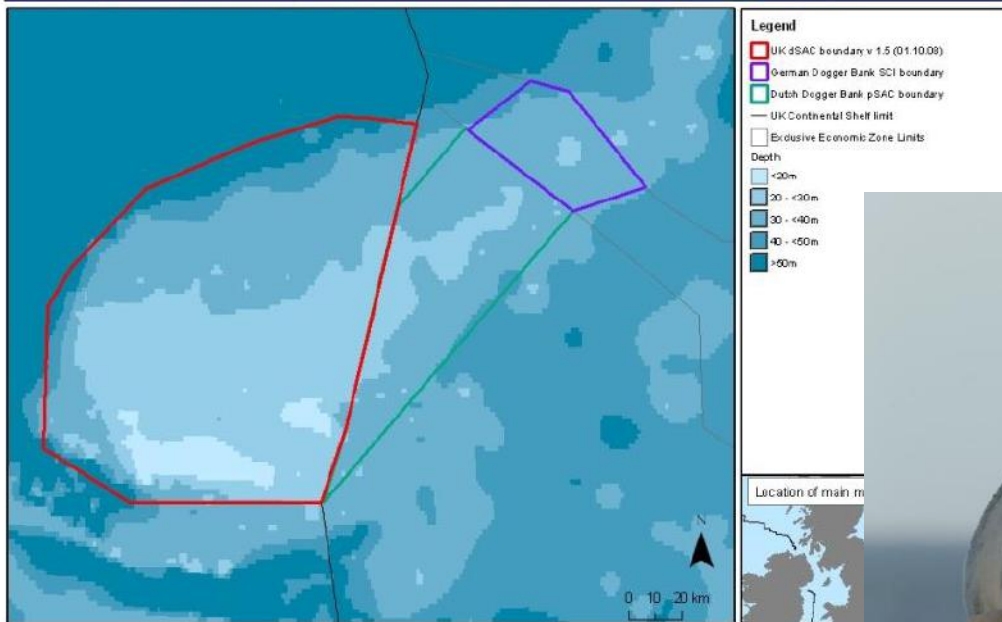 Legend
UK dSAC boundary v 1.5 (01.10.08)
German Dogger Bank SCI boundary
Dutch Dogger Bank pSAC boundary
UK Continental Shelf limit
Exclusive Economic Zone Limits
Depth
<20m
20 - <30m
30 - <40m
40 - <50m
>50m
Location of main m
N
0 10 20 km